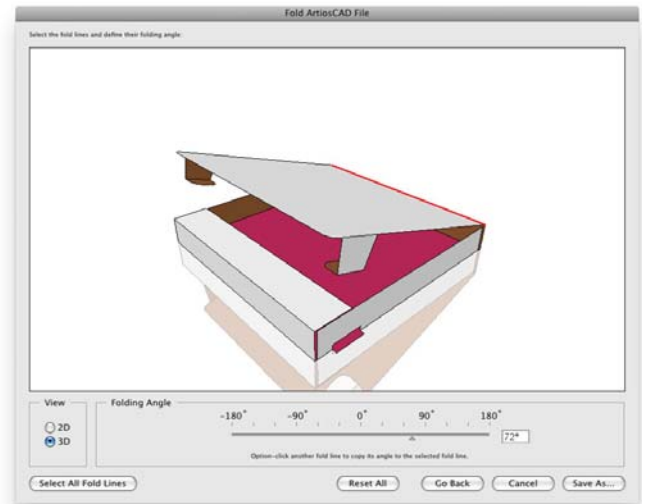 Fold ArtiosCAD File
Select the fold lines and define their folding angle:
View
2D
3D
Folding Angle
-180° -90° 0° 90° 180°
72°
Option-click another fold line to copy its angle to the selected fold line.
Select All Fold Lines Reset All Go Back Cancel Save As...